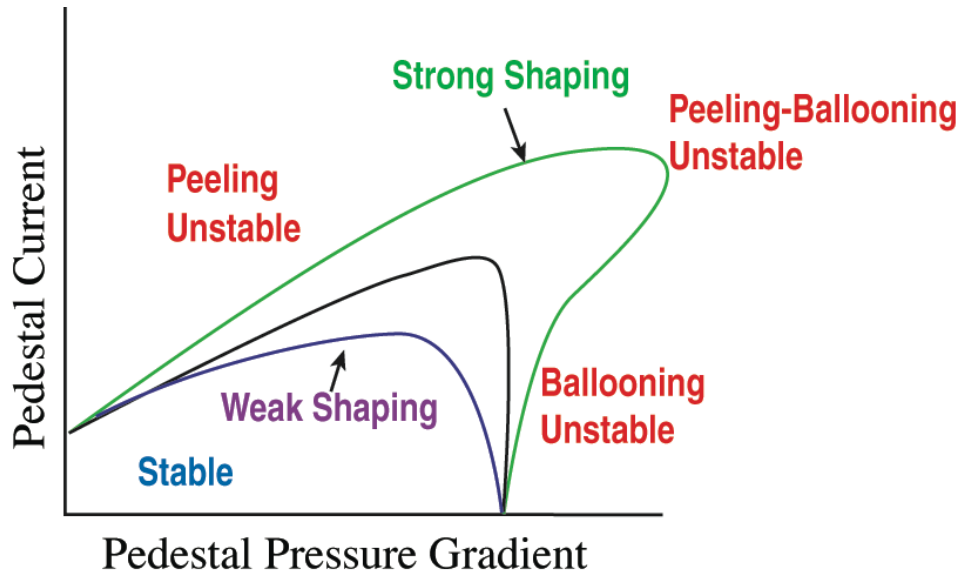 Strong Shaping
Peeling-Ballooning
Unstable
Peeling
Unstable
Pedestal Current
Weak Shaping
Ballooning
Unstable
Stable
Pedestal Pressure Gradient